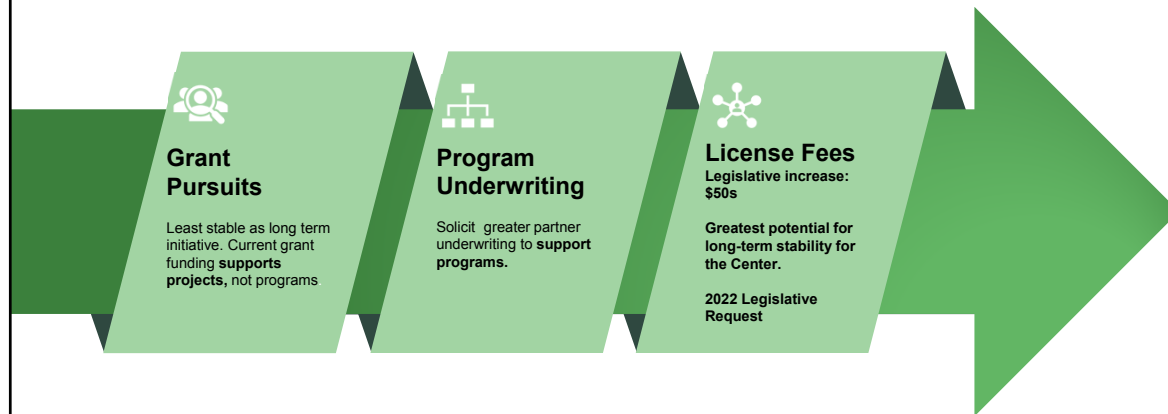 Grant
Pursuits
Least stable as long term
initiative. Current grant
funding supports
projects, not programs
Program
Underwriting
Solicit  greater partner
underwriting to support
programs.
License Fees
Legislative increase:
$50s
Greatest potential for
long-term stability for
the Center.
2022 Legislative
Request